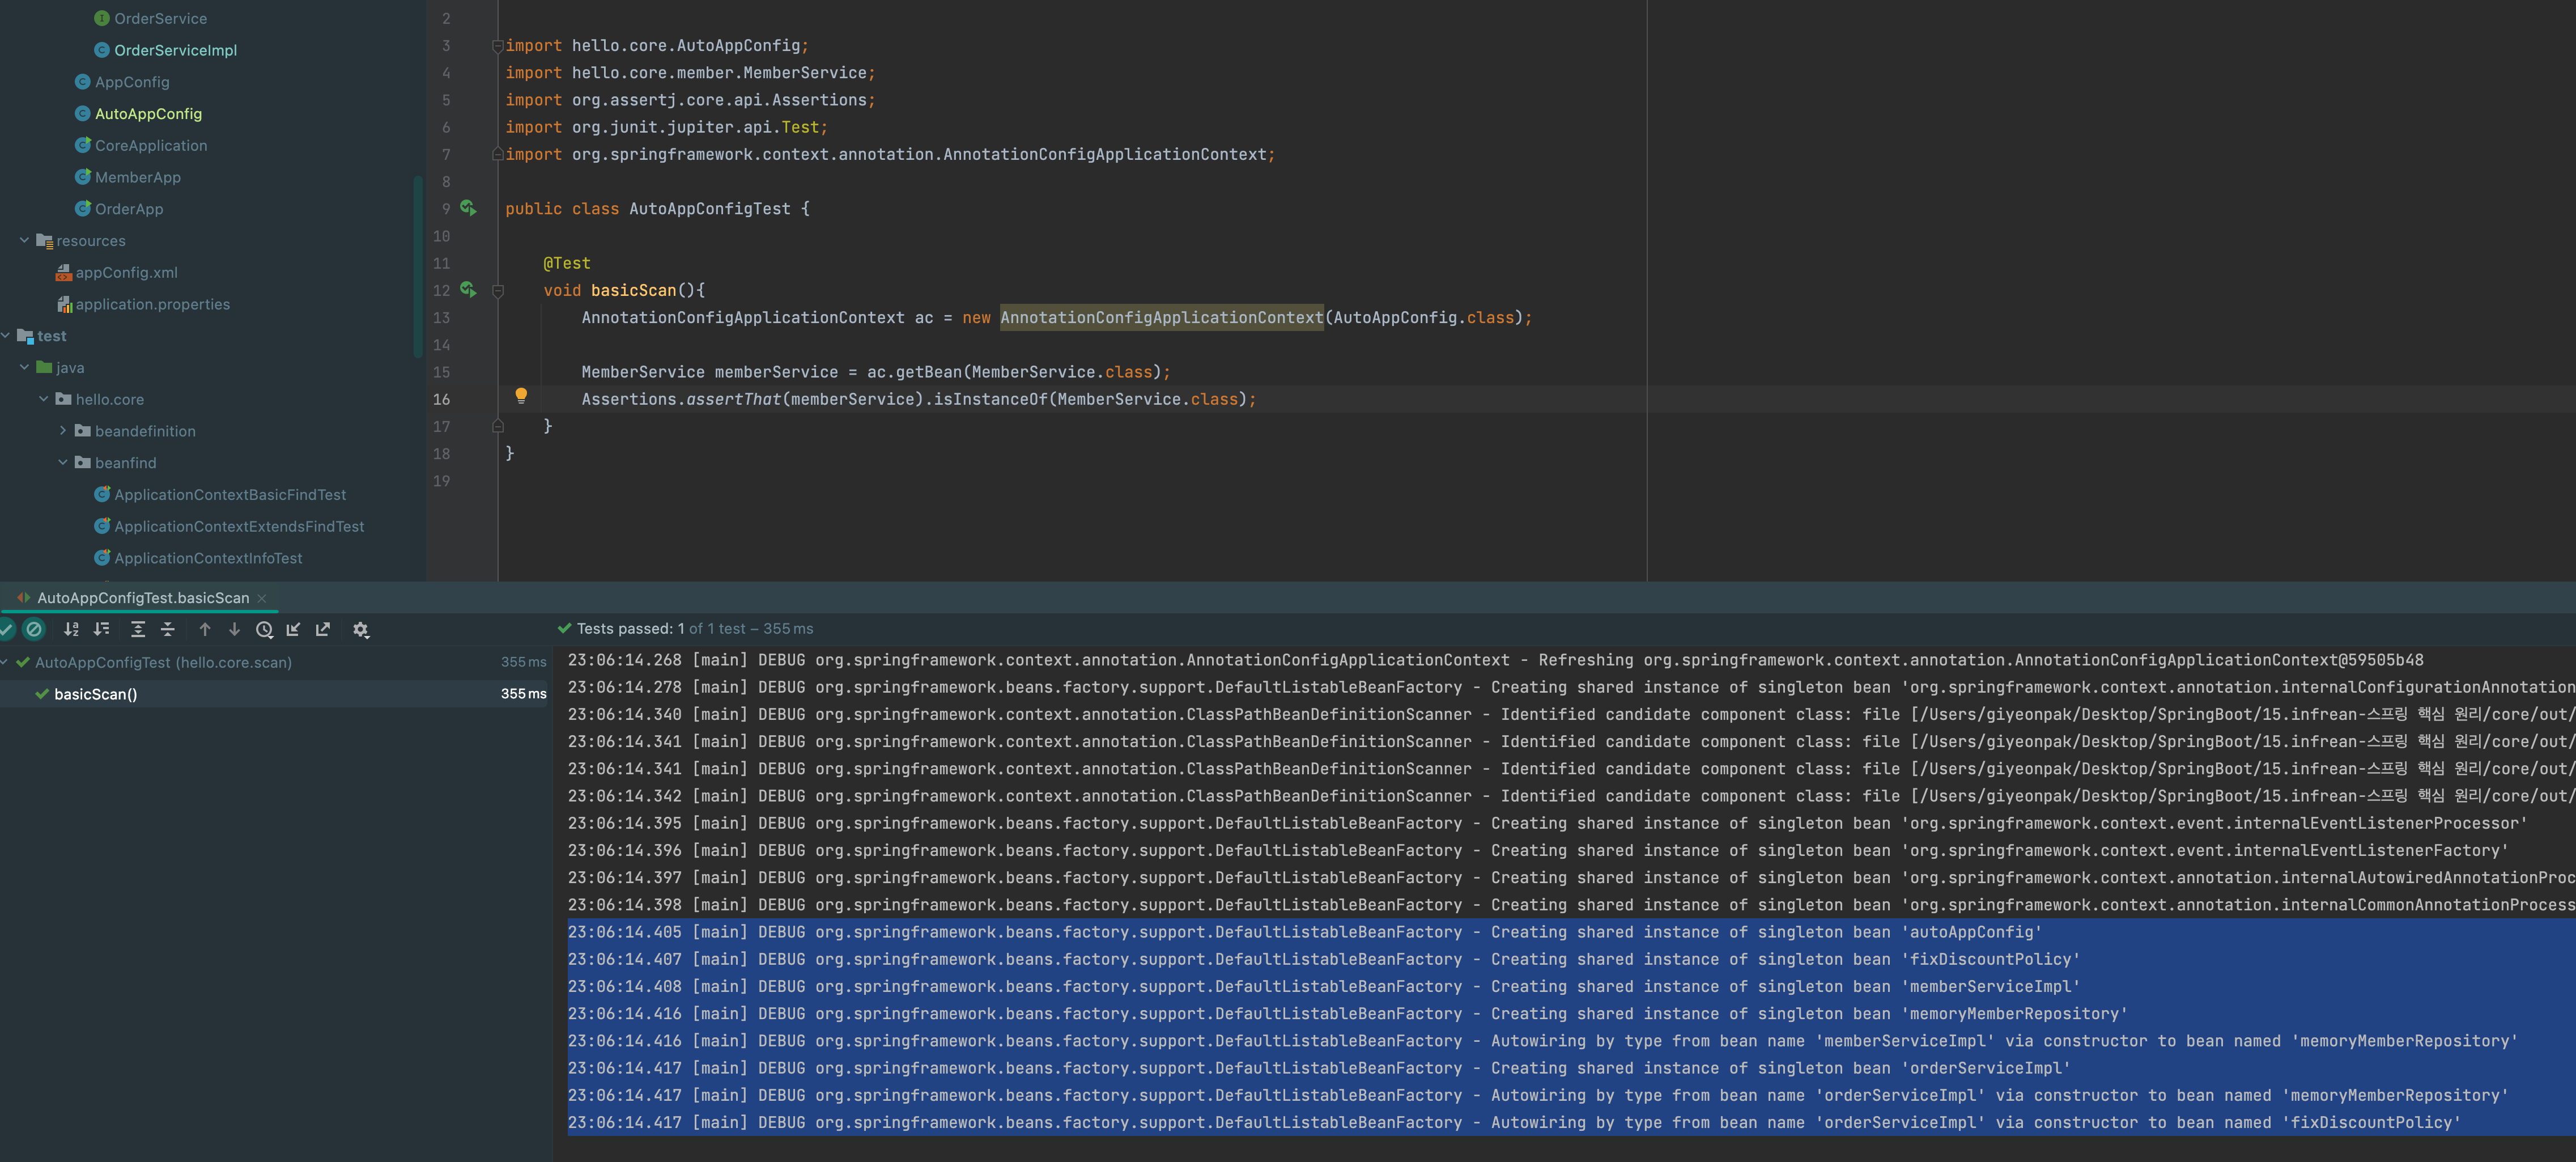 OrderService
OrderServiceImpl
AppConfig
AutoAppConfig
CoreApplication
MemberApp
OrderApp
resources
appConfig.xml
application.properties
test
java
hello.core
beandefinition
beanfind
ApplicationContextBasicFindTest
ApplicationContextExtendsFindTest
ApplicationContextInfoTest
2
3 import hello.core.AutoAppConfig;
4 import hello.core.member.MemberService;
5 import org.assertj.core.api.Assertions;
6 import org.junit.jupiter.api.Test;
7 import org.springframework.context.annotation.AnnotationConfigApplicationContext;
8
9 public class AutoAppConfigTest {
10
11 @Test
12 void basicScan(){
13 AnnotationConfigApplicationContext ac = new AnnotationConfigApplicationContext(AutoAppConfig.class);
14
15 MemberService memberService = ac.getBean(MemberService.class);
16 Assertions.assertThat(memberService).isInstanceOf(MemberService.class);
17 }
18 }
19
AutoAppConfigTest.basicScan
Tests passed: 1 of 1 test – 355 ms
AutoAppConfigTest (hello.core.scan) 355 ms
basicScan() 355 ms
23:06:14.268 [main] DEBUG org.springframework.context.annotation.AnnotationConfigApplicationContext - Refreshing org.springframework.context.annotation.AnnotationConfigApplicationContext@59505b48
23:06:14.278 [main] DEBUG org.springframework.beans.factory.support.DefaultListableBeanFactory - Creating shared instance of singleton bean 'org.springframework.context.annotation.internalConfigurationAnnotation
23:06:14.340 [main] DEBUG org.springframework.context.annotation.ClassPathBeanDefinitionScanner - Identified candidate component class: file [/Users/giyeonpak/Desktop/SpringBoot/15.infrean-스프링 핵심 원리/core/out/
23:06:14.341 [main] DEBUG org.springframework.context.annotation.ClassPathBeanDefinitionScanner - Identified candidate component class: file [/Users/giyeonpak/Desktop/SpringBoot/15.infrean-스프링 핵심 원리/core/out/
23:06:14.341 [main] DEBUG org.springframework.context.annotation.ClassPathBeanDefinitionScanner - Identified candidate component class: file [/Users/giyeonpak/Desktop/SpringBoot/15.infrean-스프링 핵심 원리/core/out/
23:06:14.342 [main] DEBUG org.springframework.context.annotation.ClassPathBeanDefinitionScanner - Identified candidate component class: file [/Users/giyeonpak/Desktop/SpringBoot/15.infrean-스프링 핵심 원리/core/out/
23:06:14.395 [main] DEBUG org.springframework.beans.factory.support.DefaultListableBeanFactory - Creating shared instance of singleton bean 'org.springframework.context.event.internalEventListenerProcessor'
23:06:14.396 [main] DEBUG org.springframework.beans.factory.support.DefaultListableBeanFactory - Creating shared instance of singleton bean 'org.springframework.context.event.internalEventListenerFactory'
23:06:14.397 [main] DEBUG org.springframework.beans.factory.support.DefaultListableBeanFactory - Creating shared instance of singleton bean 'org.springframework.context.annotation.internalAutowiredAnnotationProc
23:06:14.398 [main] DEBUG org.springframework.beans.factory.support.DefaultListableBeanFactory - Creating shared instance of singleton bean 'org.springframework.context.annotation.internalCommonAnnotationProcess
23:06:14.405 [main] DEBUG org.springframework.beans.factory.support.DefaultListableBeanFactory - Creating shared instance of singleton bean 'autoAppConfig'
23:06:14.407 [main] DEBUG org.springframework.beans.factory.support.DefaultListableBeanFactory - Creating shared instance of singleton bean 'fixDiscountPolicy'
23:06:14.408 [main] DEBUG org.springframework.beans.factory.support.DefaultListableBeanFactory - Creating shared instance of singleton bean 'memberServiceImpl'
23:06:14.416 [main] DEBUG org.springframework.beans.factory.support.DefaultListableBeanFactory - Creating shared instance of singleton bean 'memoryMemberRepository'
23:06:14.416 [main] DEBUG org.springframework.beans.factory.support.DefaultListableBeanFactory - Autowiring by type from bean name 'memberServiceImpl' via constructor to bean named 'memoryMemberRepository'
23:06:14.417 [main] DEBUG org.springframework.beans.factory.support.DefaultListableBeanFactory - Creating shared instance of singleton bean 'orderServiceImpl'
23:06:14.417 [main] DEBUG org.springframework.beans.factory.support.DefaultListableBeanFactory - Autowiring by type from bean name 'orderServiceImpl' via constructor to bean named 'memoryMemberRepository'
23:06:14.417 [main] DEBUG org.springframework.beans.factory.support.DefaultListableBeanFactory - Autowiring by type from bean name 'orderServiceImpl' via constructor to bean named 'fixDiscountPolicy'